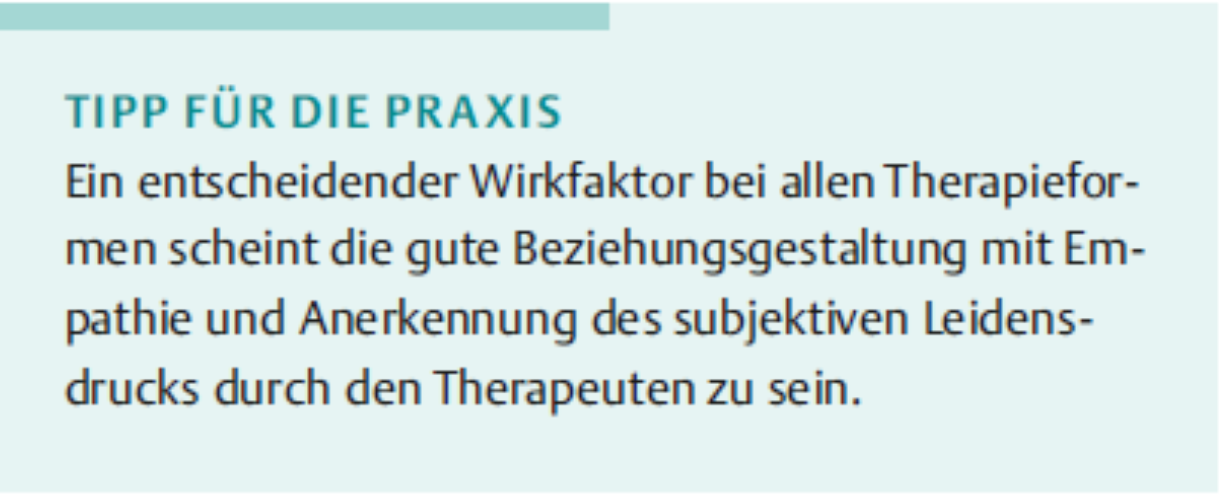 TIPP FÜR DIE PRAXIS
Ein entscheidender Wirkfaktor bei allen Therapiefor-
men scheint die gute Beziehungsgestaltung mit Em-
pathie und Anerkennung des subjektiven Leidens-
drucks durch den Therapeuten zu sein.